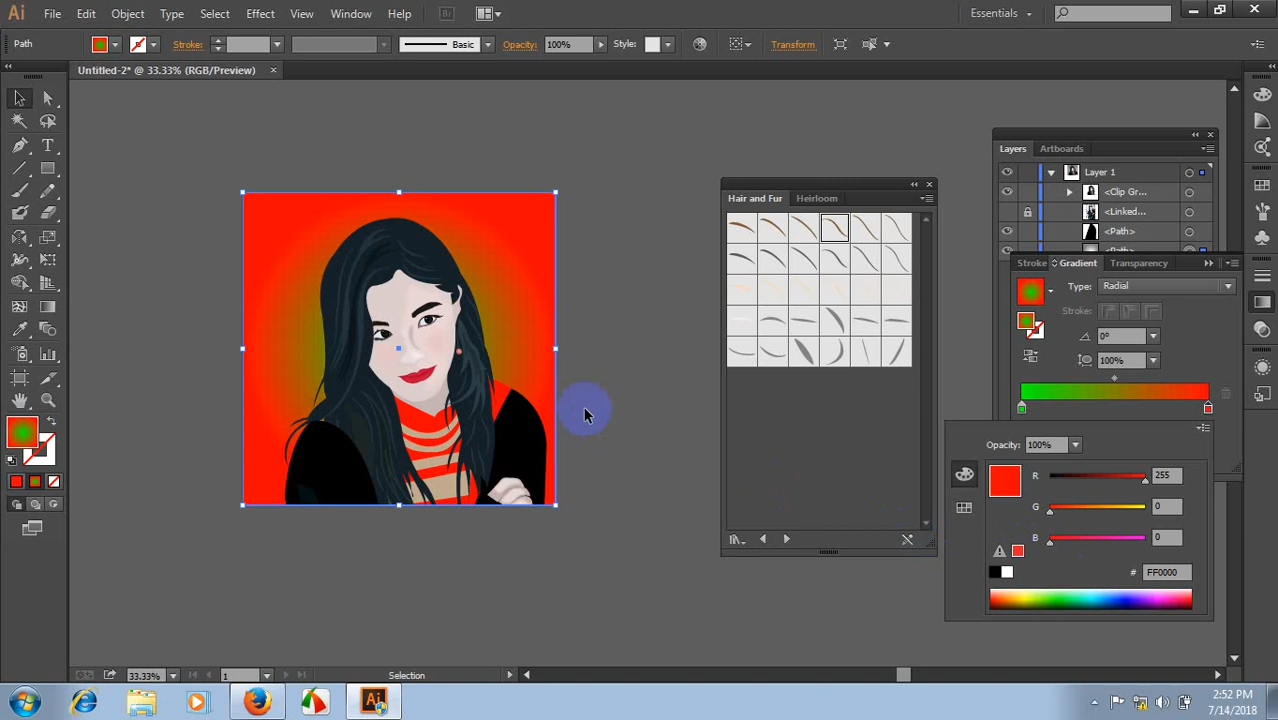 Ai File Edit Object Type Select Effect View Window Help Br Essentials
Path Stroke: Basic Opacity: 100% Style: Transform
Untitled-2* @ 33.33% (RGB/Preview)
Layers Artboards
Layer 1
<Clip Gr...
<Linked...
<Path>
<Path>
Hair and Fur Heirloom
Stroke Gradient Transparency
Type: Radial
Stroke:
0°
100%
Opacity: 100%
R 255
G 0
B 0
# FF0000
33.33% 1 Selection
Ai
2:52 PM
7/14/2018